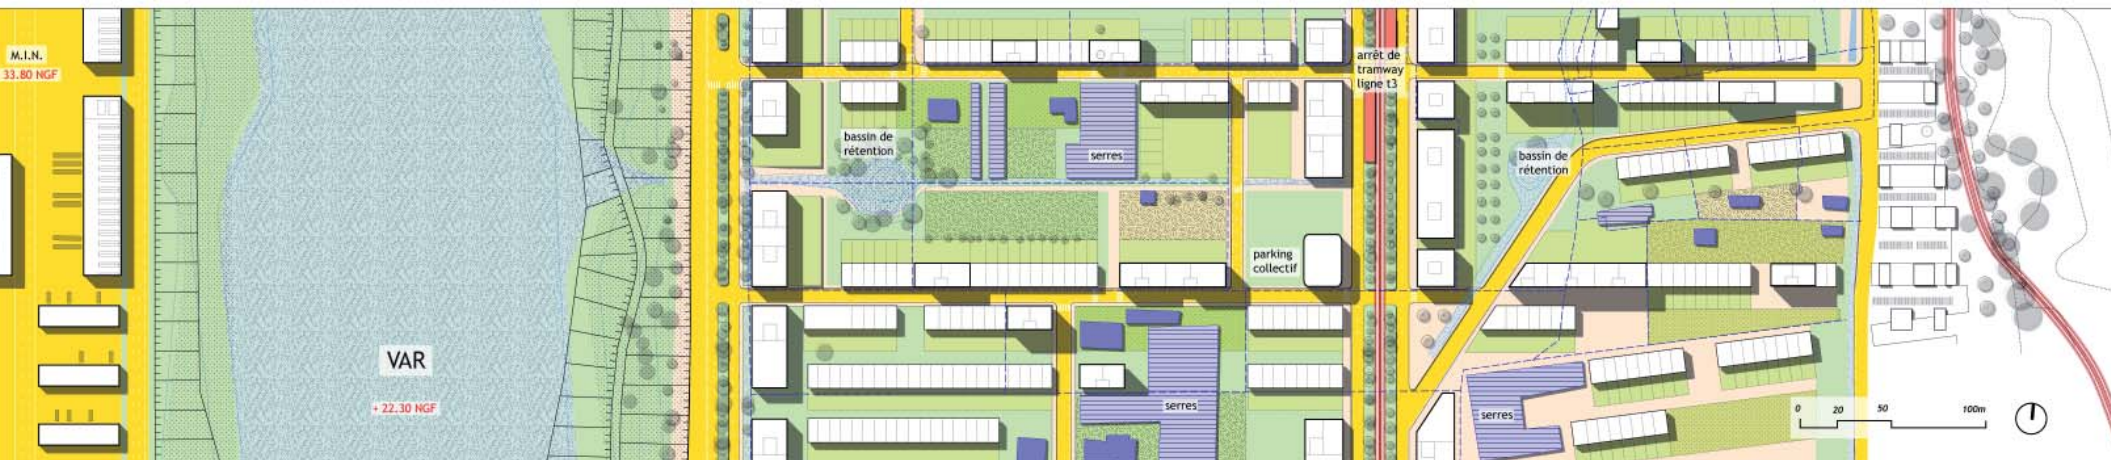 M.I.N.
33.80 NGF
VAR
+ 22.30 NGF
bassin de
rétention
serres
arrêt de
tramway
ligne t3
parking
collectif
serres
bassin de
rétention
serres
0 20 50 100m